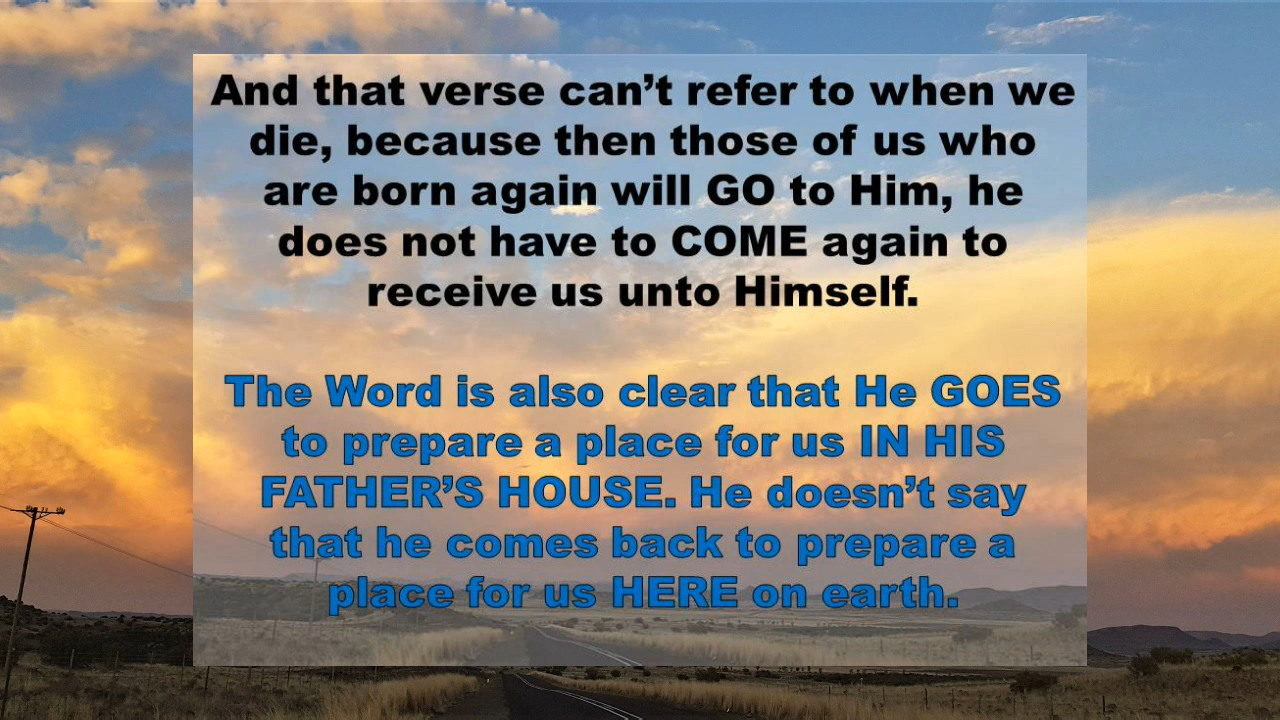 And that verse can’t refer to when we
die, because then those of us who
are born again will GO to Him, he
does not have to COME again to
receive us unto Himself.
The Word is also clear that He GOES
to prepare a place for us IN HIS
FATHER’S HOUSE. He doesn’t say
that he comes back to prepare a
place for us HERE on earth.